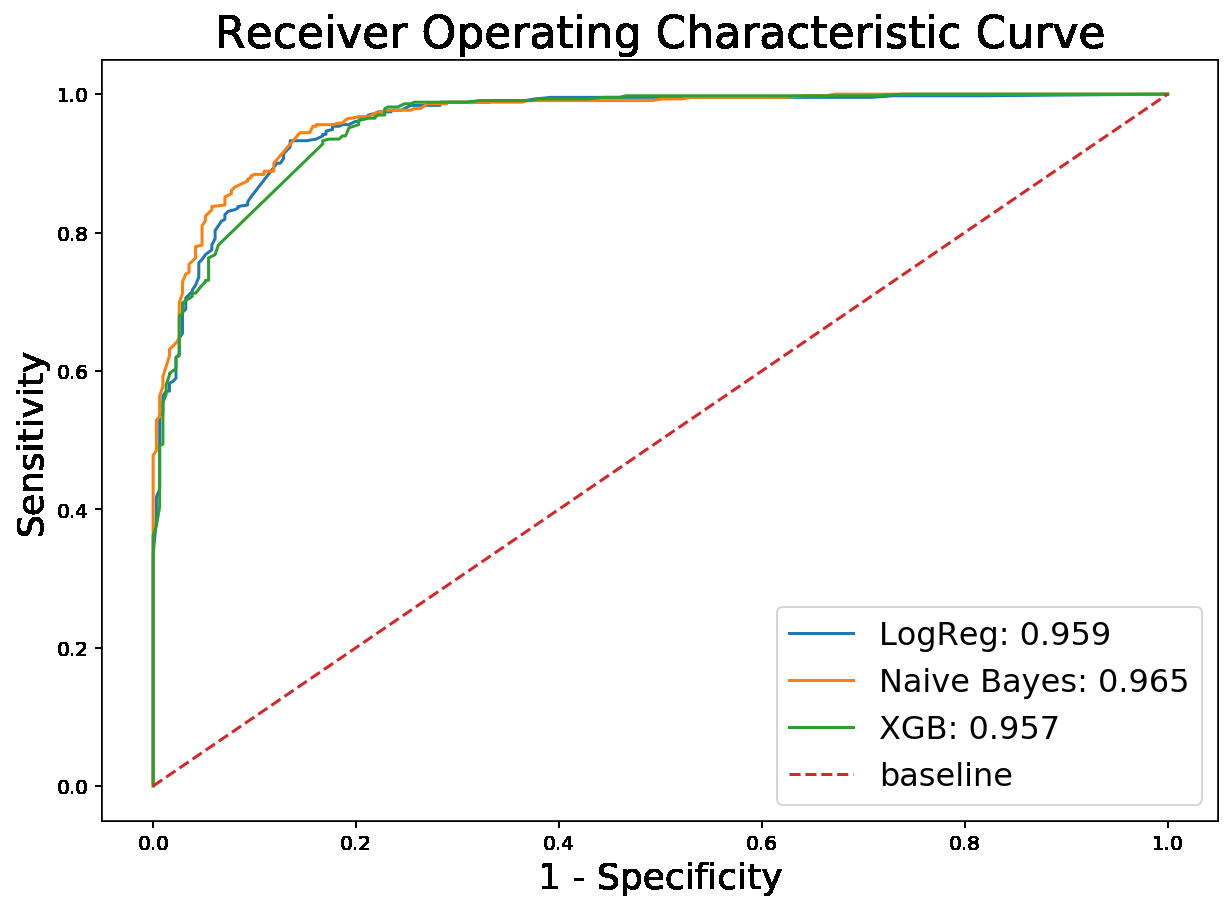 Receiver Operating Characteristic Curve
1.0
0.8
0.6
0.4
0.2
0.0
Sensitivity
LogReg: 0.959
Naive Bayes: 0.965
XGB: 0.957
baseline
0.0 0.2 0.4 0.6 0.8 1.0
1 - Specificity